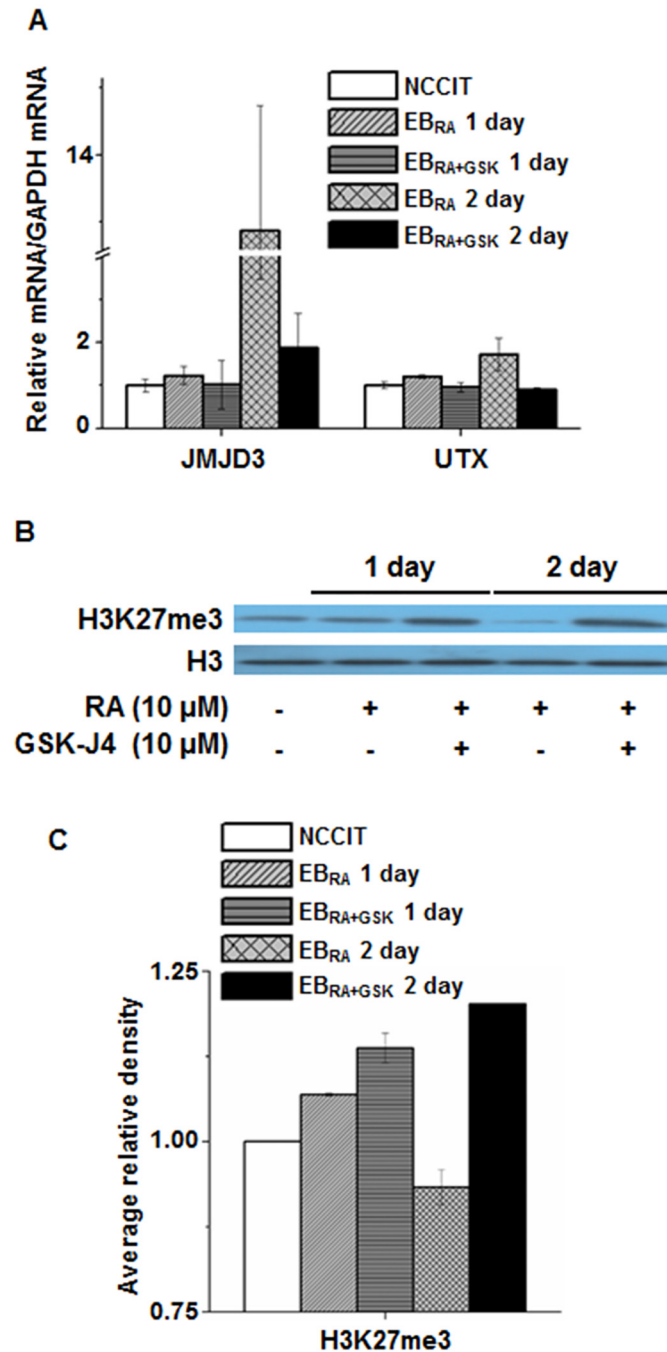 A
Relative mRNA/GAPDH mRNA
14
2
0
NCCIT
EBRA 1 day
EBRA+GSK 1 day
EBRA 2 day
EBRA+GSK 2 day
JMJD3 UTX
B
1 day 2 day
H3K27me3
H3
RA (10 µM) - + + + +
GSK-J4 (10 µM) - - + - +
C
NCCIT
EBRA 1 day
EBRA+GSK 1 day
EBRA 2 day
EBRA+GSK 2 day
Average relative density
1.25
1.00
0.75
H3K27me3